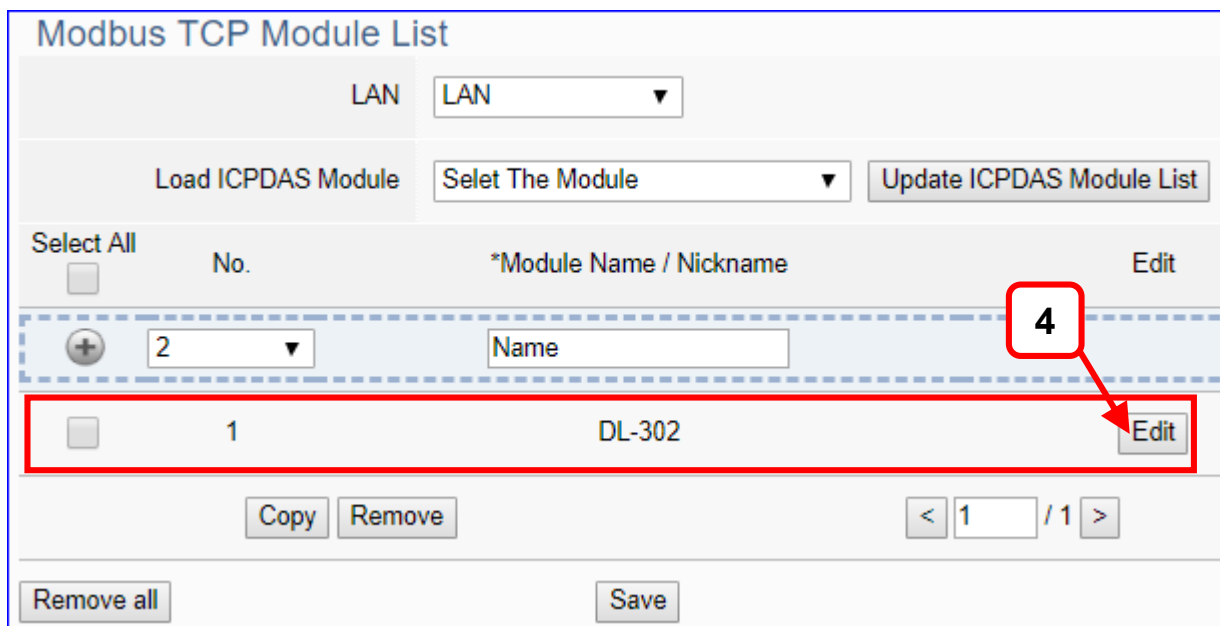 Modbus TCP Module List
LAN LAN ▼
Load ICPDAS Module Selet The Module ▼ Update ICPDAS Module List
Select All
No. *Module Name / Nickname Edit
4
2 ▼ Name
1 DL-302 Edit
Copy Remove < 1 / 1 >
Remove all Save